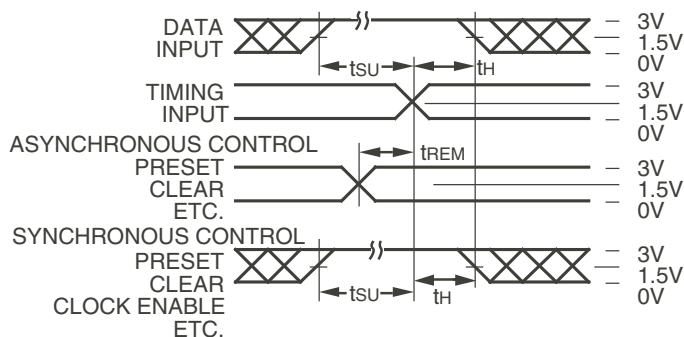 DATA
INPUT
tSU
tH
3V
1.5V
0V
TIMING
INPUT
3V
1.5V
0V
ASYNCHRONOUS CONTROL
PRESET
CLEAR
ETC.
tREM
3V
1.5V
0V
SYNCHRONOUS CONTROL
PRESET
CLEAR
CLOCK ENABLE
ETC.
tSU
tH
3V
1.5V
0V